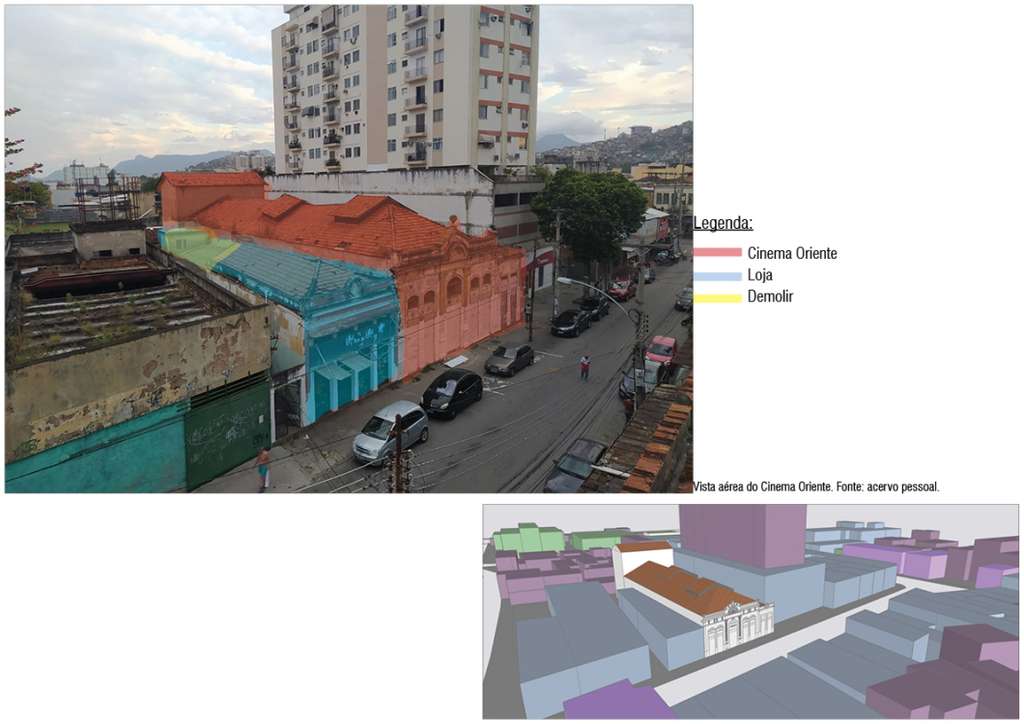 Legenda:
Cinema Oriente
Loja
Demolir
Vista aérea do Cinema Oriente. Fonte: acervo pessoal.